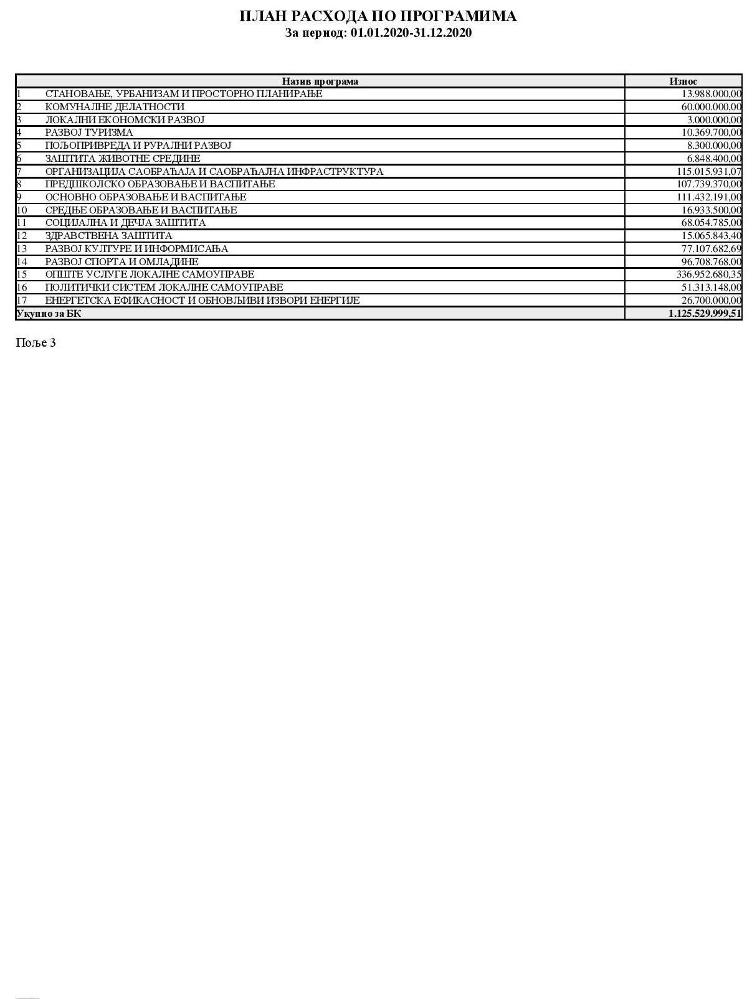 ПЛАН РАСХОДА ПО ПРОГРАМИМА
За период: 01.01.2020-31.12.2020
Назив програма Износ
1 СТАНОВАЊЕ, УРБАНИЗАМ И ПРОСТОРНО ПЛАНИРАЊЕ 13.988.000,00
2 КОМУНАЛНЕ ДЕЛАТНОСТИ 60.000.000,00
3 ЛОКАЛНИ ЕКОНОМСКИ РАЗВОЈ 3.000.000,00
4 РАЗВОЈ ТУРИЗМА 10.369.700,00
5 ПОЉОПРИВРЕДА И РУРАЛНИ РАЗВОЈ 8.300.000,00
6 ЗАШТИТА ЖИВОТНЕ СРЕДИНЕ 6.848.400,00
7 ОРГАНИЗАЦИЈА САОБРАЋАЈА И САОБРАЋАЈНА ИНФРАСТРУКТУРА 115.015.931,07
8 ПРЕДШКОЛСКО ОБРАЗОВАЊЕ И ВАСПИТАЊЕ 107.739.370,00
9 ОСНОВНО ОБРАЗОВАЊЕ И ВАСПИТАЊЕ 111.432.191,00
10 СРЕДЊЕ ОБРАЗОВАЊЕ И ВАСПИТАЊЕ 16.933.500,00
11 СОЦИЈАЛНА И ДЕЧЈА ЗАШТИТА 68.054.785,00
12 ЗДРАВСТВЕНА ЗАШТИТА 15.065.843,40
13 РАЗВОЈ КУЛТУРЕ И ИНФОРМИСАЊА 77.107.682,69
14 РАЗВОЈ СПОРТА И ОМЛАДИНЕ 96.708.768,00
15 ОПШТЕ УСЛУГЕ ЛОКАЛНЕ САМОУПРАВЕ 336.952.680,35
16 ПОЛИТИЧКИ СИСТЕМ ЛОКАЛНЕ САМОУПРАВЕ 51.313.148,00
17 ЕНЕРГЕТСКА ЕФИКАСНОСТ И ОБНОВЉИВИ ИЗВОРИ ЕНЕРГИЈЕ 26.700.000,00
Укупно за БК 1.125.529.999,51
Поље 3